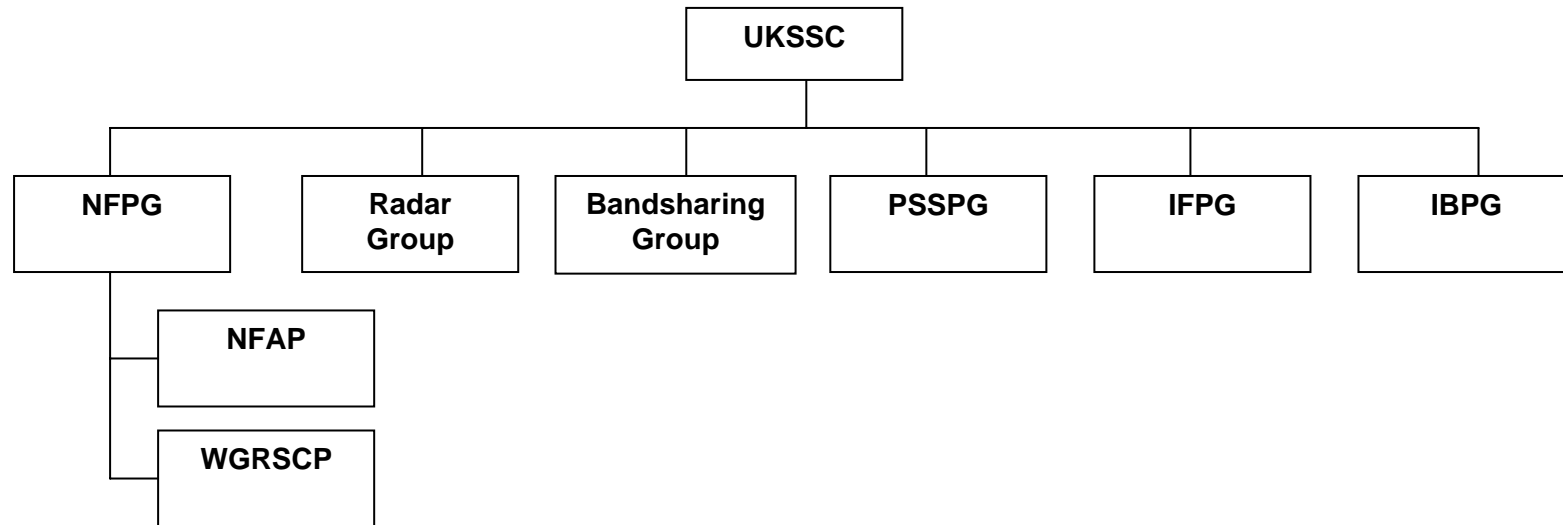 UKSSC
NFPG
Radar
Group
Bandsharing
Group
PSSPG
IFPG
IBPG
NFAP
WGRSCP